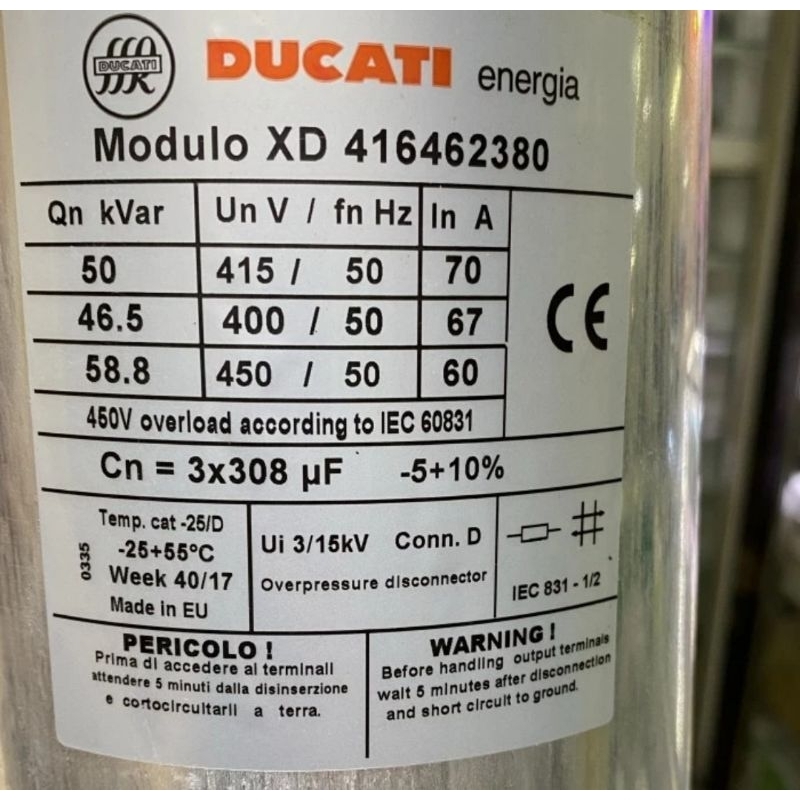 DUCATI
DUCATI energia
Modulo XD 416462380
Qn kVar Un V / fn Hz In A
50 415 / 50 70
46.5 400 / 50 67
58.8 450 / 50 60
CE
450V overload according to IEC 60831
Cn = 3x308 µF -5+10%
0335
Temp. cat -25/D
-25+55°C
Week 40/17
Made in EU
Ui 3/15kV Conn. D
Overpressure disconnector
IEC 831 - 1/2
PERICOLO !
Prima di accedere ai terminali
attendere 5 minuti dalla disinserzione
e cortocircuitarli a terra.
WARNING !
Before handling output terminals
wait 5 minutes after disconnection
and short circuit to ground.